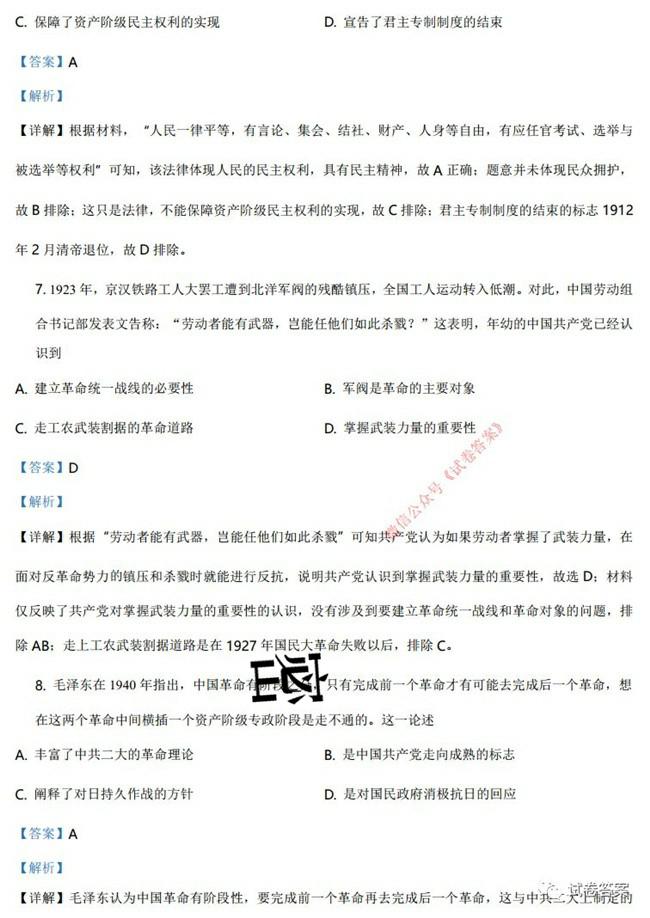 C. 保障了资产阶级民主权利的实现 D. 宣告了君主专制制度的结束
【答案】A
【解析】
【详解】根据材料，“人民一律平等，有言论、集会、结社、财产、人身等自由，有应任官考试、选举与
被选举等权利”可知，该法律体现人民的民主权利，具有民主精神，故A正确；题意并未体现民众拥护，
故B排除；这只是法律，不能保障资产阶级民主权利的实现，故C排除；君主专制制度的结束的标志1912
年2月清帝退位，故D排除。
7. 1923年，京汉铁路工人大罢工遭到北洋军阀的残酷镇压，全国工人运动转入低潮。对此，中国劳动组
合书记部发表文告称：“劳动者能有武器，岂能任他们如此杀戮？”这表明，年幼的中国共产党已经认
识到
A. 建立革命统一战线的必要性 B. 军阀是革命的主要对象
C. 走工农武装割据的革命道路 D. 掌握武装力量的重要性
微信公众号《试卷答案》
【答案】D
【解析】
【详解】根据“劳动者能有武器，岂能任他们如此杀戮”可知共产党认为如果劳动者掌握了武装力量，在
面对反革命势力的镇压和杀戮时就能进行反抗，说明共产党认识到掌握武装力量的重要性，故选D；材料
仅反映了共产党对掌握武装力量的重要性的认识，没有涉及到要建立革命统一战线和革命对象的问题，排
除AB；走上工农武装割据道路是在1927年国民大革命失败以后，排除C。
8. 毛泽东在1940年指出，中国革命有阶段之分，只有完成前一个革命才有可能去完成后一个革命，想
在这两个革命中间横插一个资产阶级专政阶段是走不通的。这一论述
A. 丰富了中共二大的革命理论 B. 是中国共产党走向成熟的标志
C. 阐释了对日持久作战的方针 D. 是对国民政府消极抗日的回应
【答案】A
【解析】
【详解】毛泽东认为中国革命有阶段性，要完成前一个革命再去完成后一个革命，这与中共二大上制定的
试卷答案